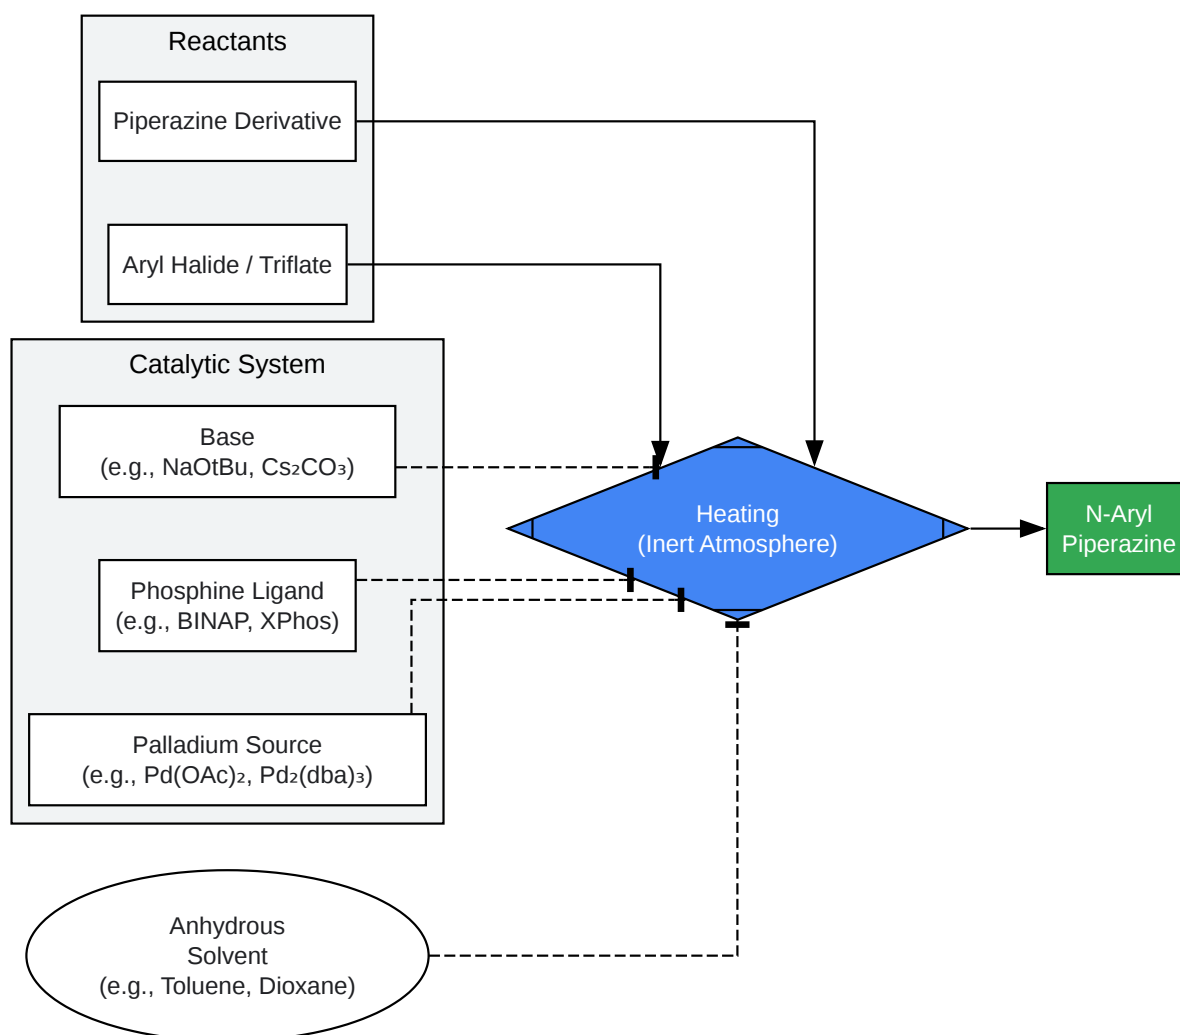 Reactants
Piperazine Derivative
Aryl Halide / Triflate
Catalytic System
Base
(e.g., NaOtBu, Cs₂CO₃)
Phosphine Ligand
(e.g., BINAP, XPhos)
Palladium Source
(e.g., Pd(OAc)₂, Pd₂(dba)₃)
Anhydrous
Solvent
(e.g., Toluene, Dioxane)
Heating
(Inert Atmosphere)
N-Aryl
Piperazine